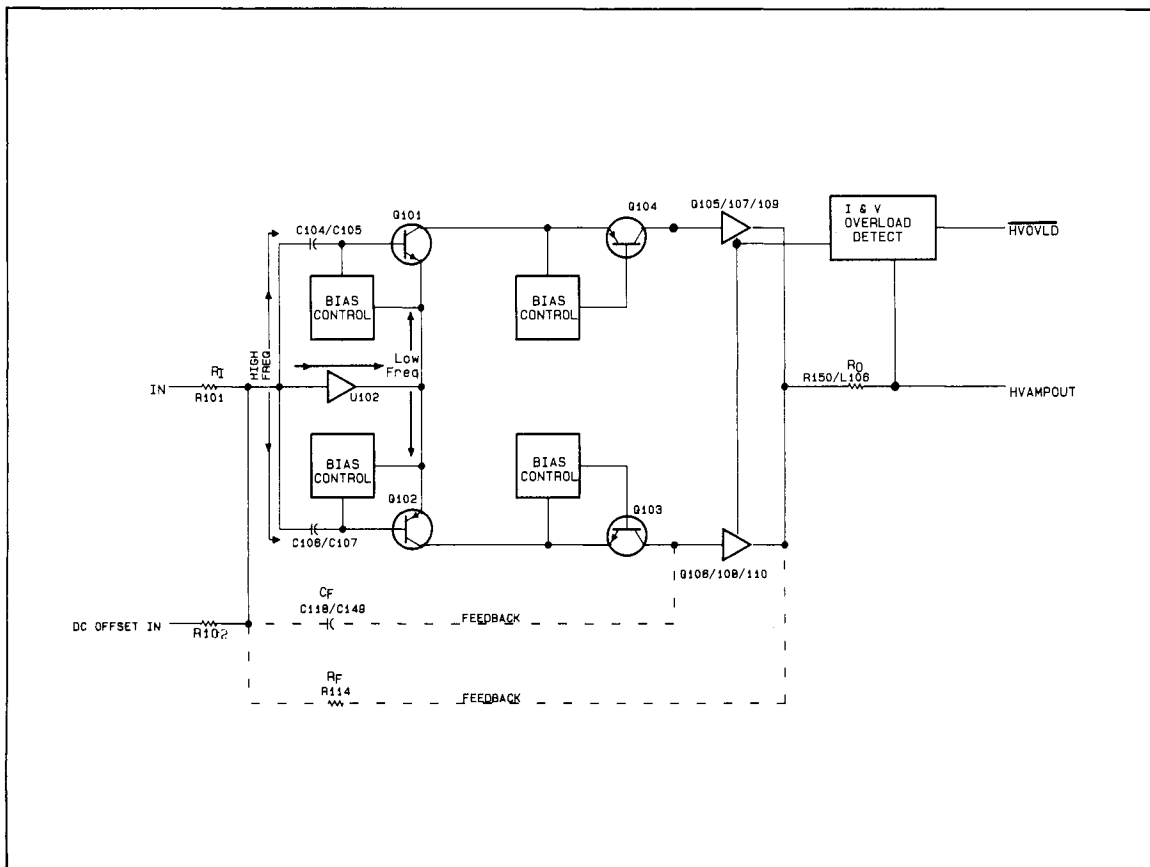 Q101
C104/C105
BIAS
CONTROL
Q104
BIAS
CONTROL
Q105/107/109
I & V
OVERLOAD
DETECT
HVOVLD
HIGH
FREQ
Low
Freq
IN
RI
R101
U102
RO
R150/L106
HVAMPOUT
BIAS
CONTROL
Q102
C106/C107
BIAS
CONTROL
Q103
Q106/108/110
CF
C118/C149
FEEDBACK
DC OFFSET IN
R102
RF
R114
FEEDBACK